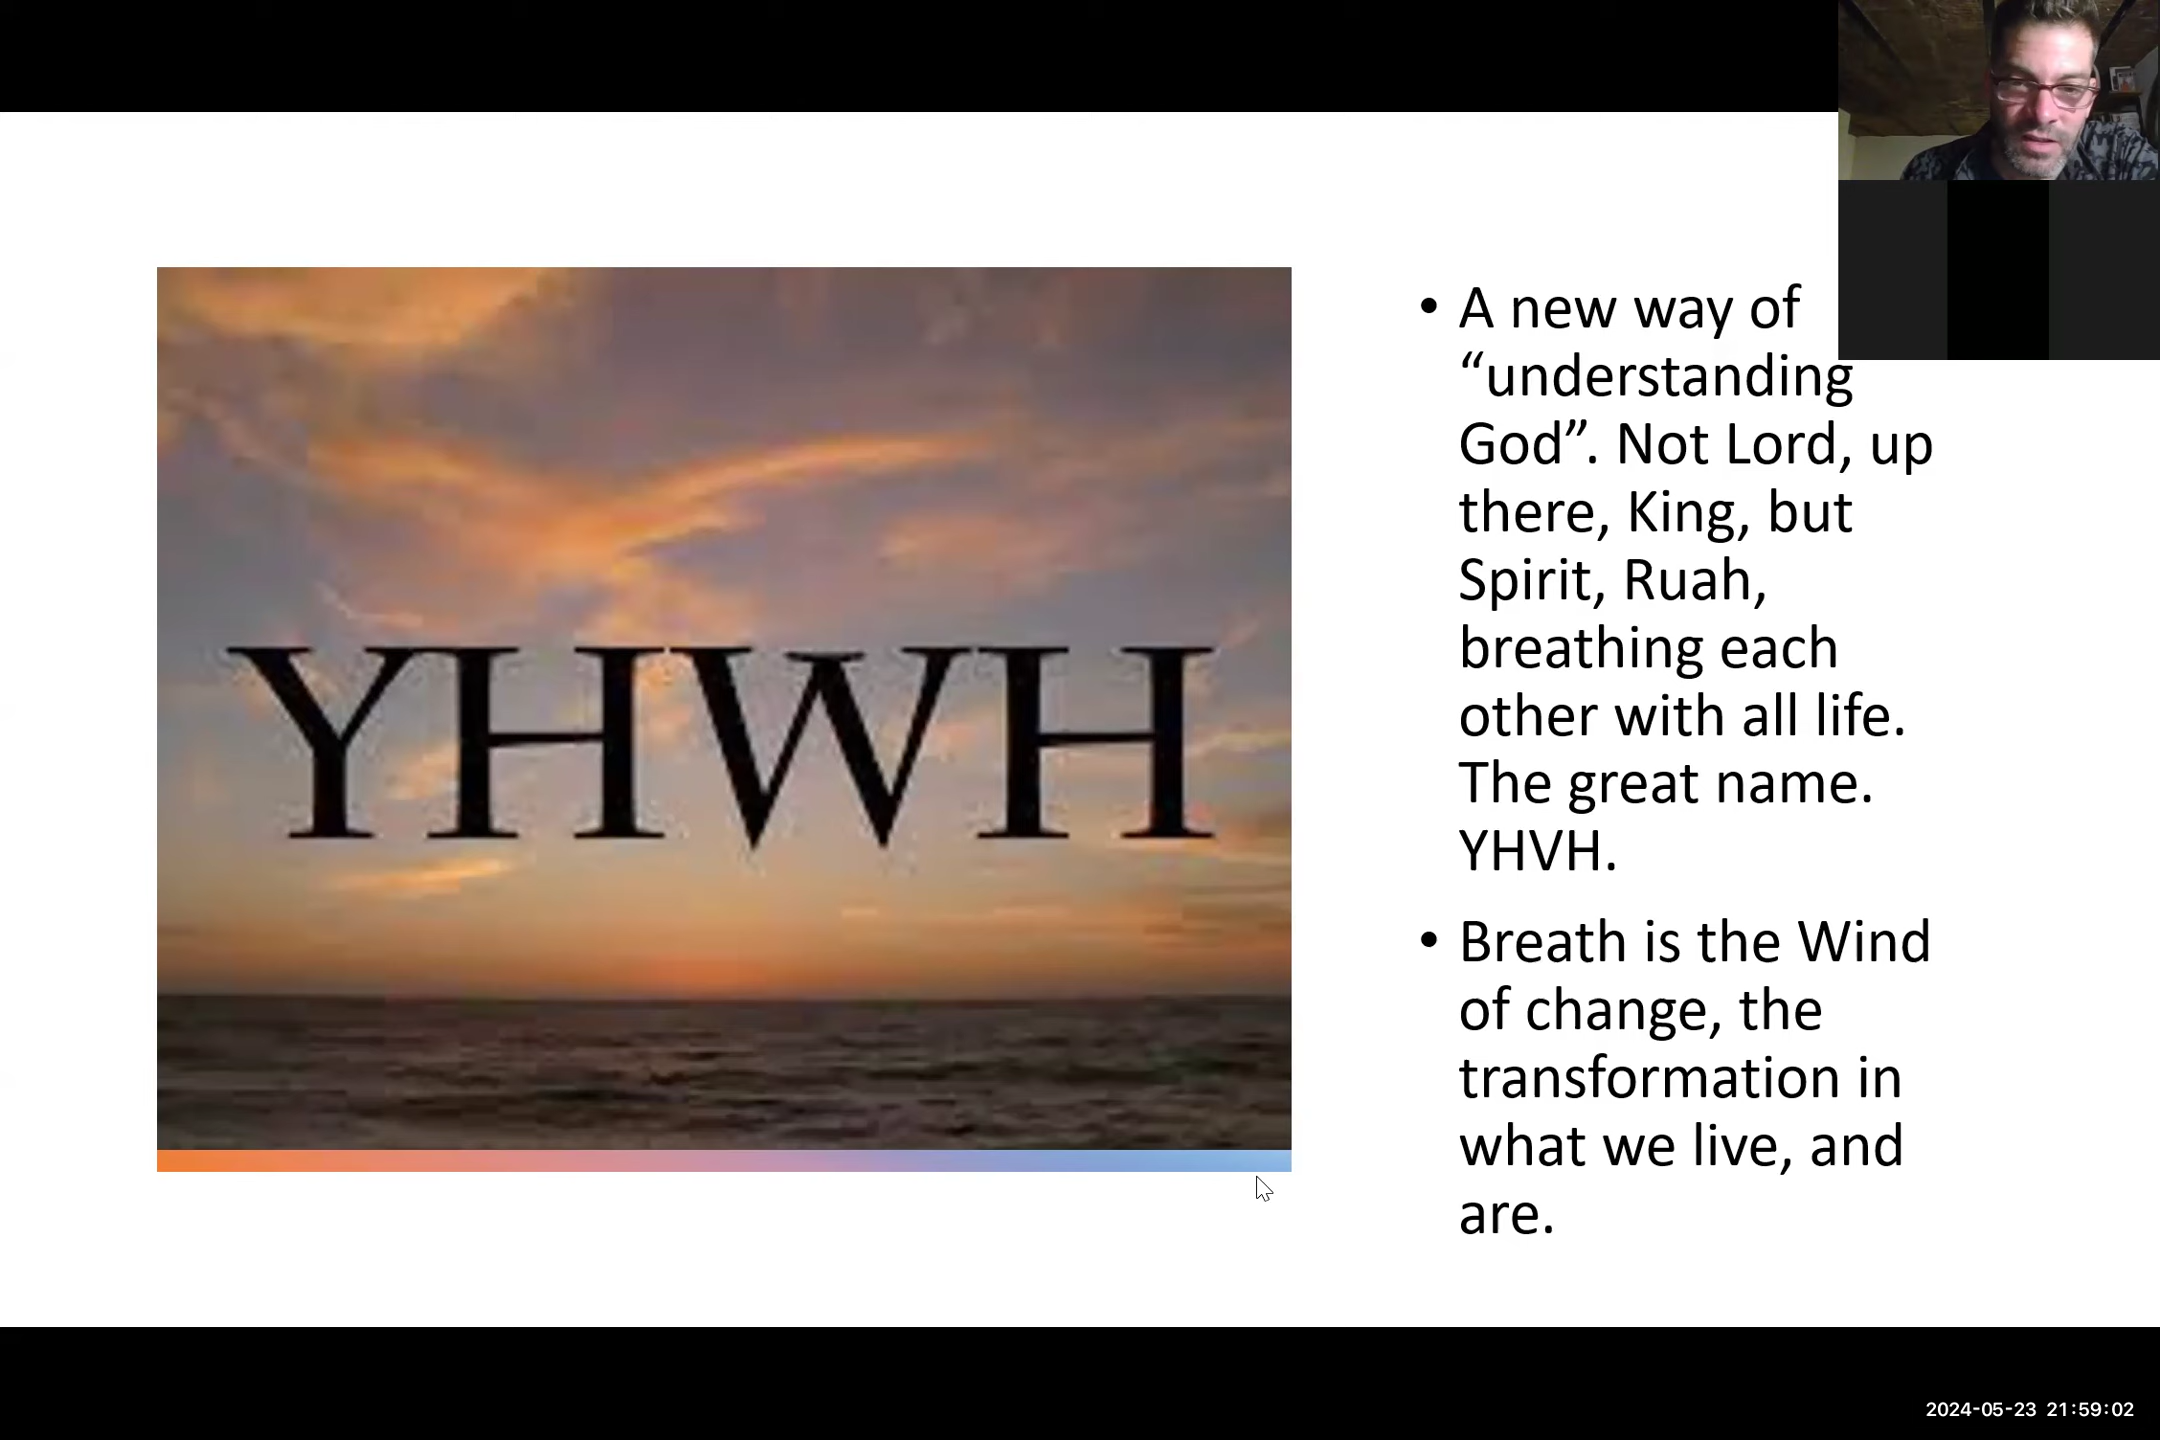 YHWH
• A new way of
“understanding
God”. Not Lord, up
there, King, but
Spirit, Ruah,
breathing each
other with all life.
The great name.
YHVH.
• Breath is the Wind
of change, the
transformation in
what we live, and
are.
2024-05-23 21:59:02